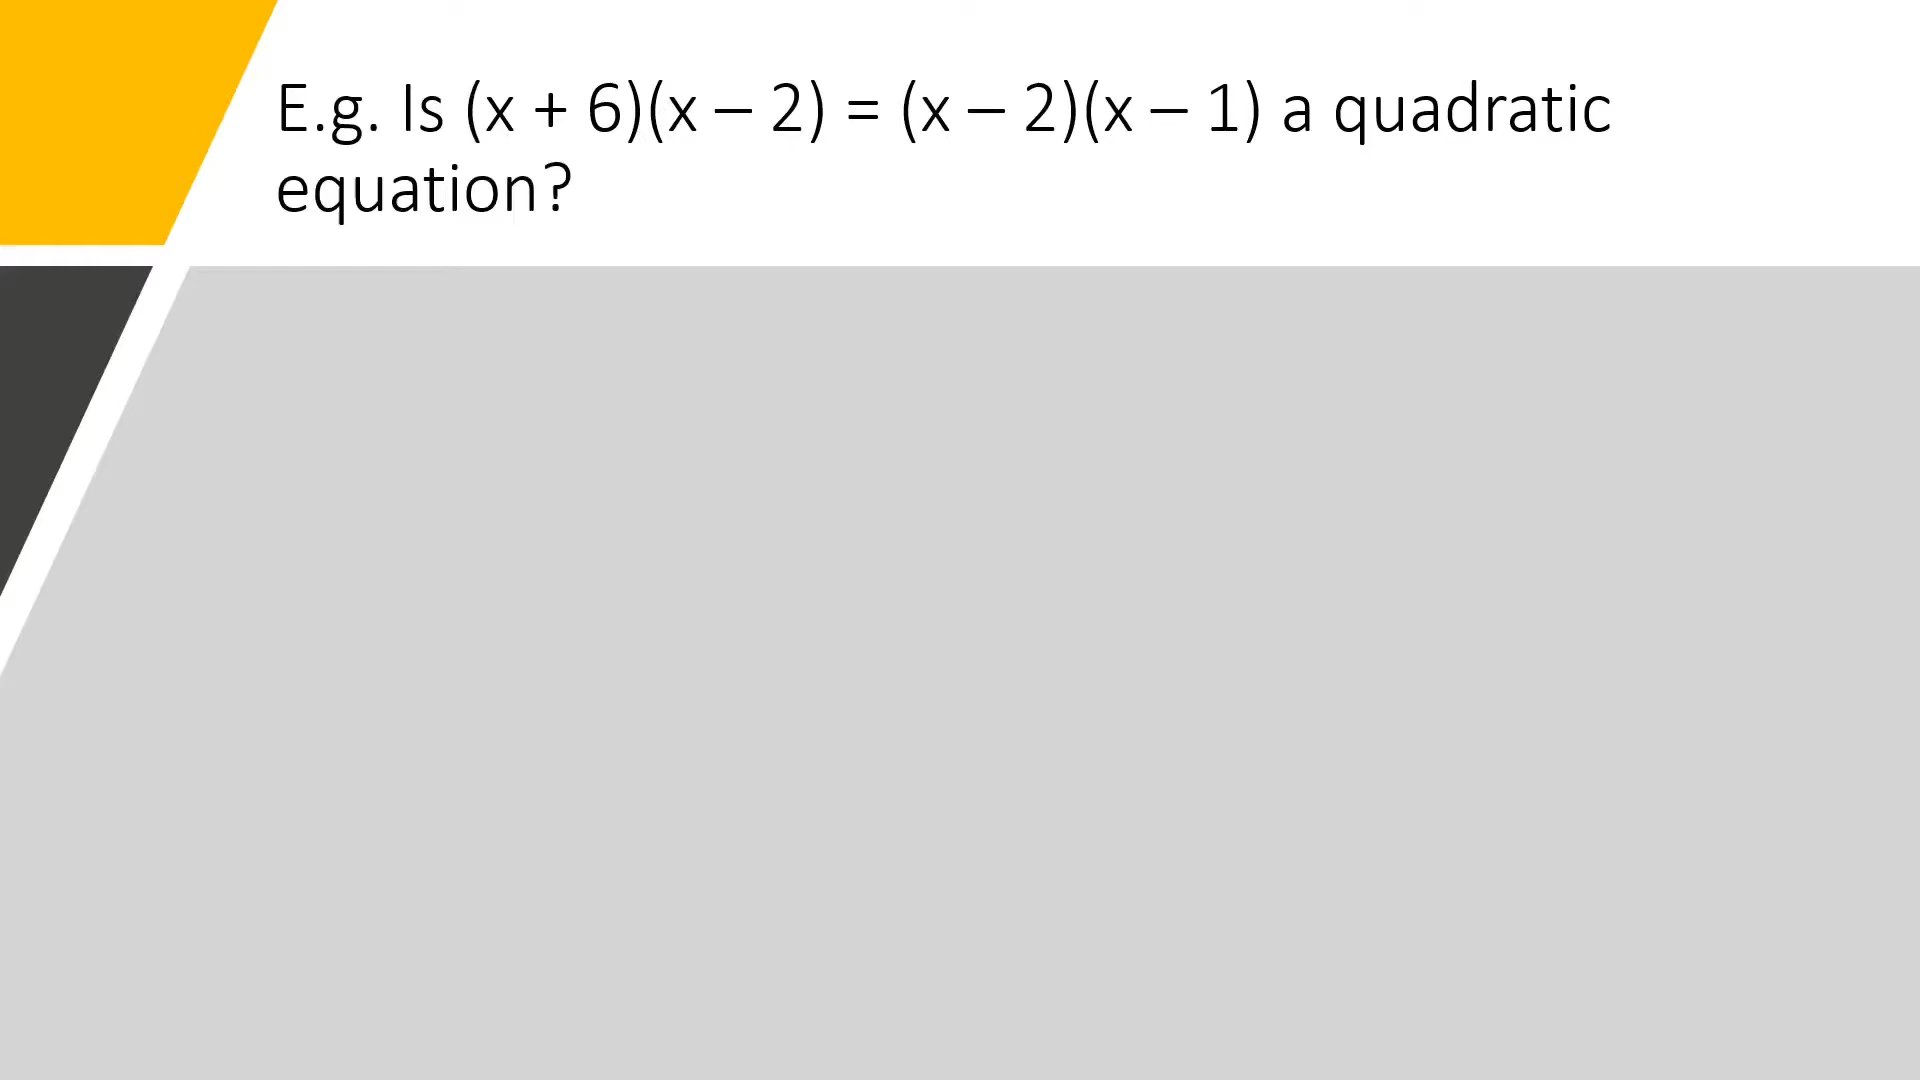 E.g. Is (x + 6)(x – 2) = (x – 2)(x – 1) a quadratic
equation?